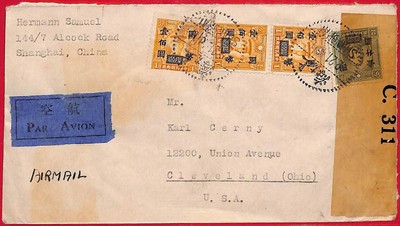 Hermann Samuel
144/7 Alcock Road
Shanghai, China
空航
PAR AVION
AIRMAIL
Mr.
Karl Cerny
12200, Union Avenue
Cleveland (Ohio)
U.S.A.
C. 311